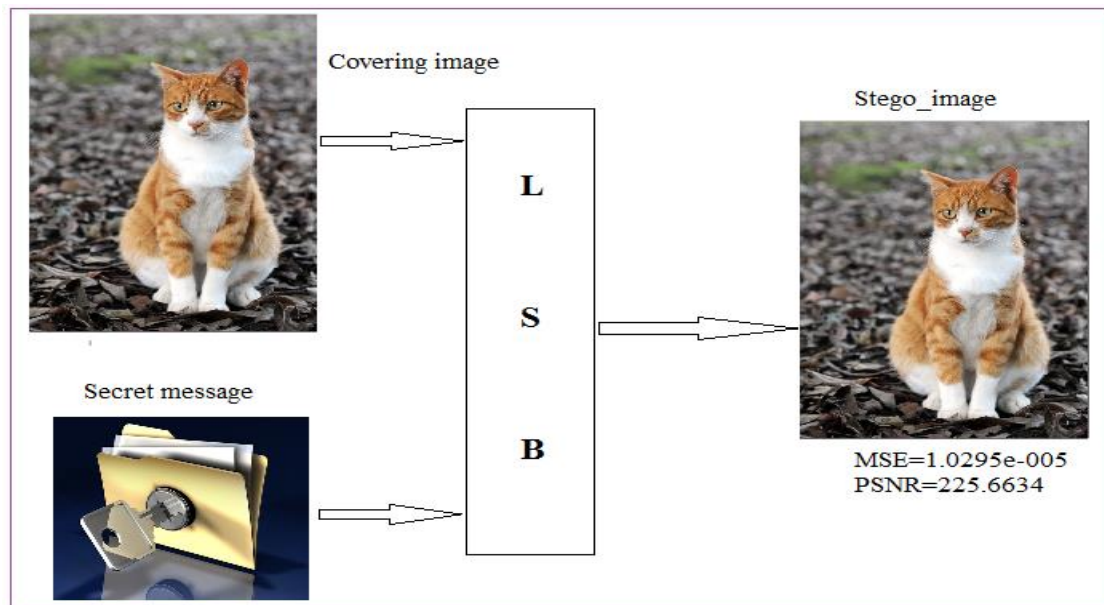 Covering image
Stego_image
L
S
Secret message
B
MSE=1.0295e-005
PSNR=225.6634